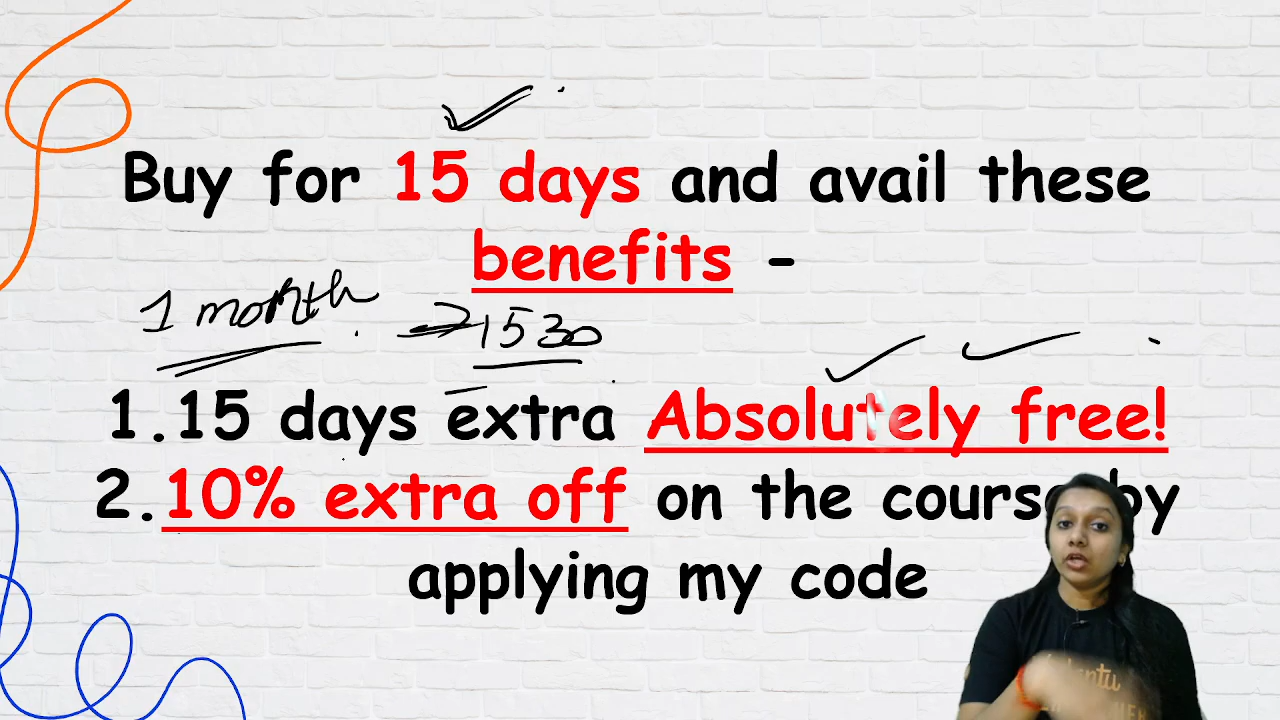 Buy for 15 days and avail these
benefits -
1 month → 1530
1.15 days extra Absolutely free!
2.10% extra off on the course by
applying my code